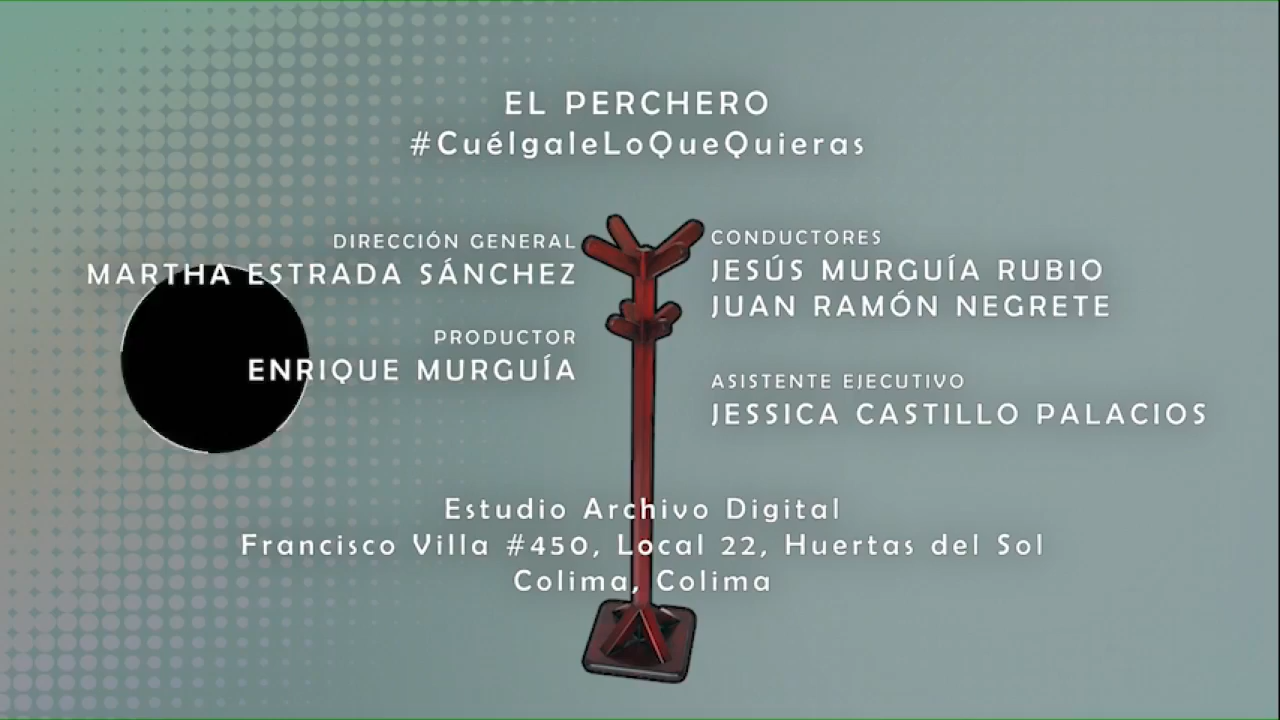 EL PERCHERO
#CuélgaleLoQueQuieras
DIRECCIÓN GENERAL
MARTHA ESTRADA SÁNCHEZ
PRODUCTOR
ENRIQUE MURGUÍA
CONDUCTORES
JESÚS MURGUÍA RUBIO
JUAN RAMÓN NEGRETE
ASISTENTE EJECUTIVO
JESSICA CASTILLO PALACIOS
Estudio Archivo Digital
Francisco Villa #450, Local 22, Huertas del Sol
Colima, Colima